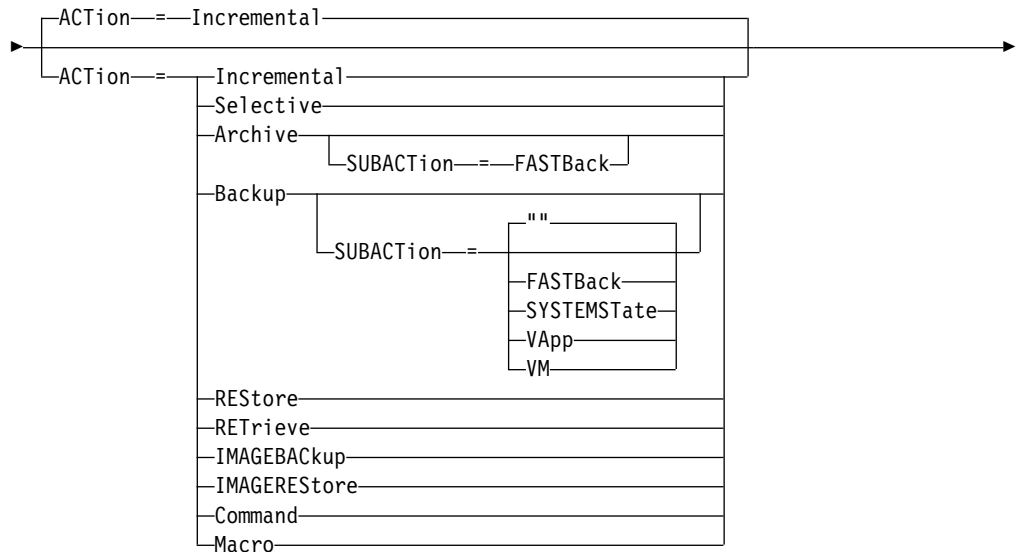 ACTion = Incremental
ACTion = Incremental
Selective
Archive
SUBACTion = FASTBack
Backup
""
SUBACTion =
FASTBack
SYSTEMSTate
VApp
VM
REStore
RETrieve
IMAGEBACkup
IMAGEREStore
Command
Macro